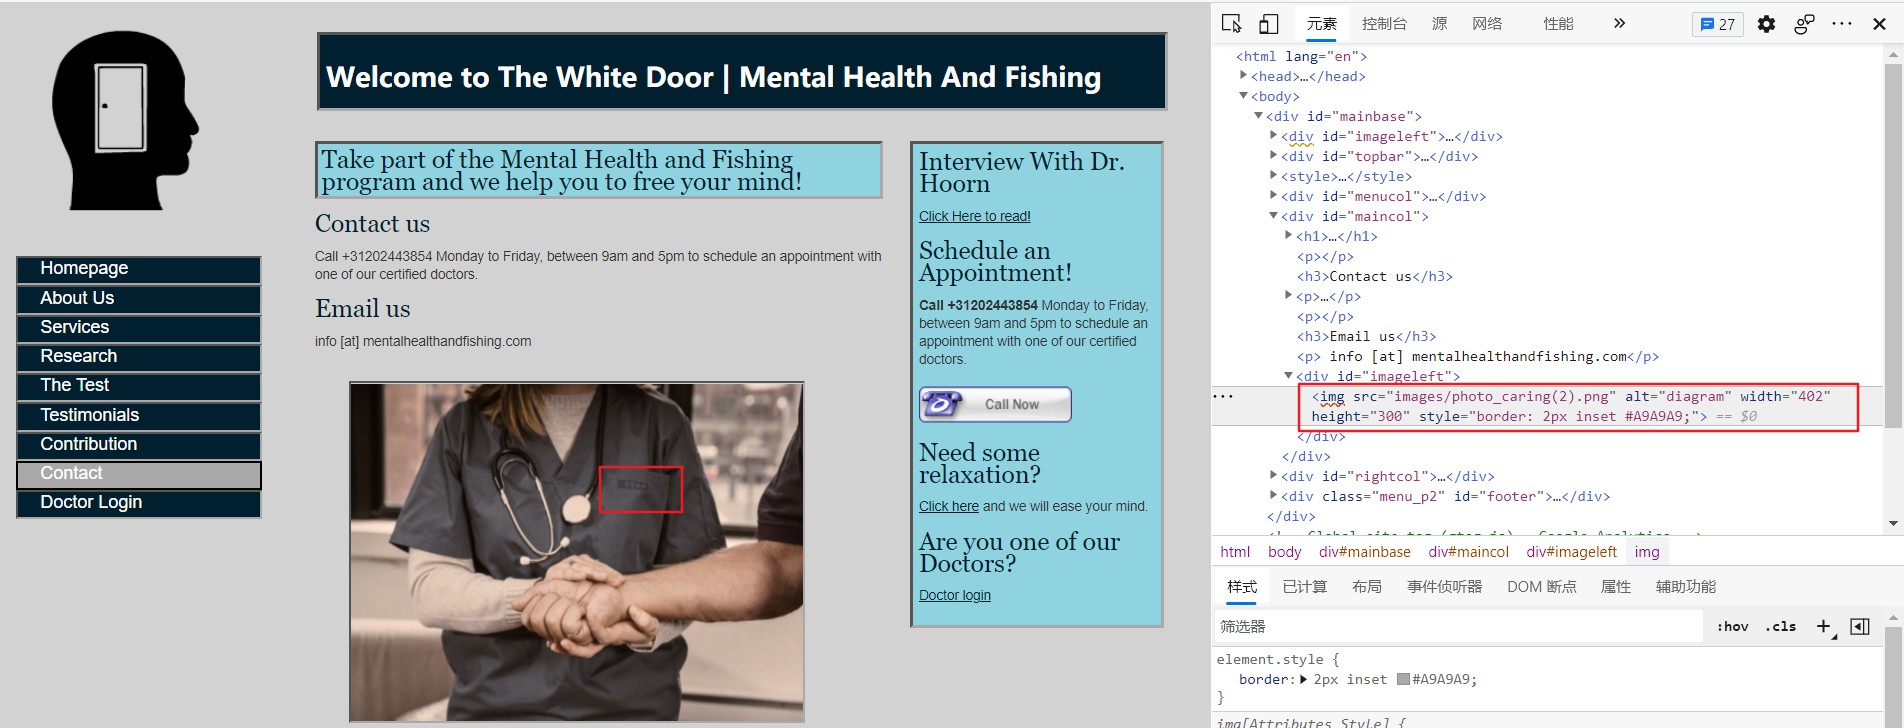 Welcome to The White Door | Mental Health And Fishing
Homepage
About Us
Services
Research
The Test
Testimonials
Contribution
Contact
Doctor Login
Take part of the Mental Health and Fishing
program and we help you to free your mind!
Contact us
Call +31202443854 Monday to Friday, between 9am and 5pm to schedule an appointment with
one of our certified doctors.
Email us
info [at] mentalhealthandfishing.com
Interview With Dr.
Hoorn
Click Here to read!
Schedule an
Appointment!
Call +31202443854 Monday to Friday,
between 9am and 5pm to schedule an
appointment with one of our certified
doctors.
Call Now
Need some
relaxation?
Click here and we will ease your mind.
Are you one of our
Doctors?
Doctor login
元素 控制台 源 网络 性能 » 27 ···
<html lang="en">
<head>…</head>
<body>
<div id="mainbase">
<div id="imageleft">…</div>
<div id="topbar">…</div>
<style>…</style>
<div id="menucol">…</div>
<div id="maincol">
<h1>…</h1>
<p></p>
<h3>Contact us</h3>
<p>…</p>
<p></p>
<h3>Email us</h3>
<p> info [at] mentalhealthandfishing.com</p>
<div id="imageleft">
··· <img src="images/photo_caring(2).png" alt="diagram" width="402"
height="300" style="border: 2px inset #A9A9A9;"> == $0
</div>
</div>
<div id="rightcol">…</div>
<div class="menu_p2" id="footer">…</div>
</div>
html body div#mainbase div#maincol div#imageleft img
样式 已计算 布局 事件侦听器 DOM 断点 属性 辅助功能
筛选器 :hov .cls +
element.style {
border: 2px inset #A9A9A9;
}
img[Attributes Style] {